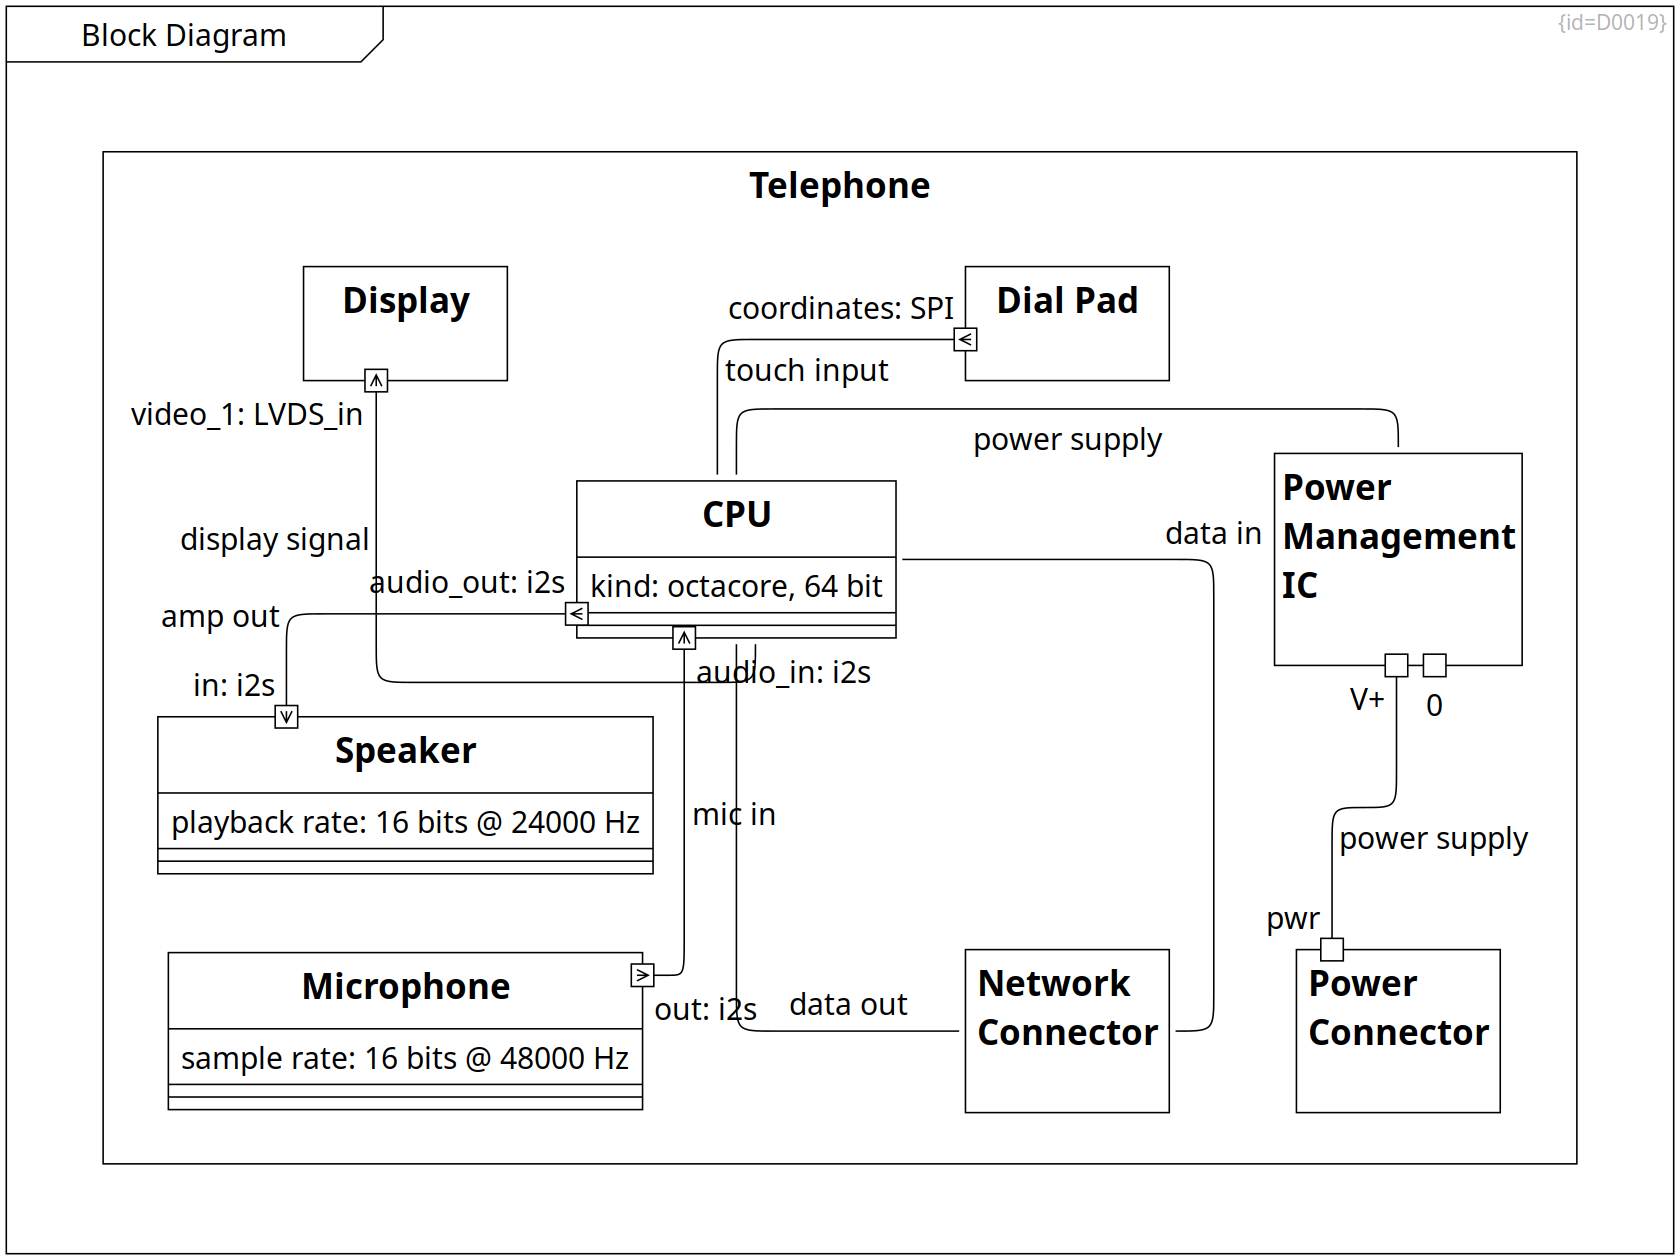 Block Diagram
{id=D0019}
Telephone
Display
Dial Pad
coordinates: SPI
touch input
video_1: LVDS_in
power supply
CPU
Power
Management
IC
data in
display signal
audio_out: i2s
kind: octacore, 64 bit
amp out
in: i2s
audio_in: i2s
V+
0
Speaker
playback rate: 16 bits @ 24000 Hz
mic in
power supply
pwr
Microphone
out: i2s
data out
sample rate: 16 bits @ 48000 Hz
Network
Connector
Power
Connector